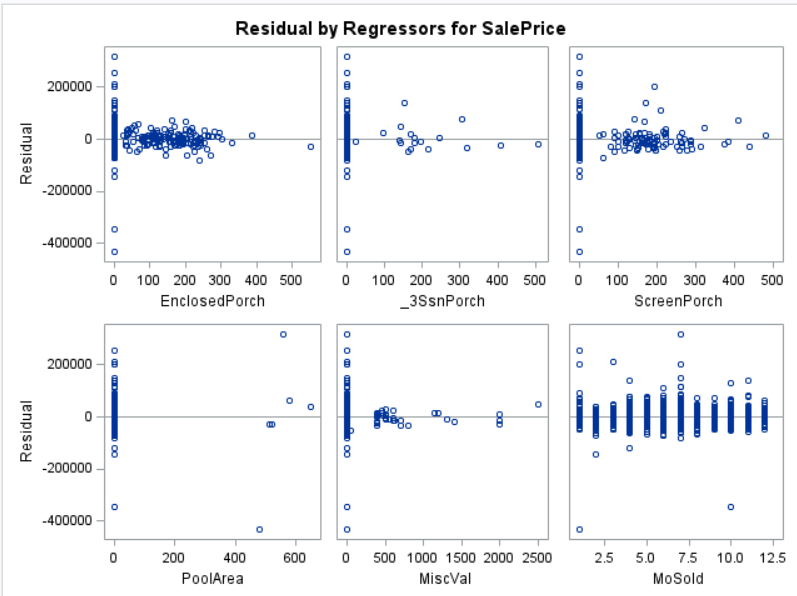 Residual by Regressors for SalePrice
Residual
200000
0
-200000
-400000
0 100 200 300 400 500
EnclosedPorch
0 100 200 300 400 500
_3SsnPorch
0 100 200 300 400 500
ScreenPorch
Residual
200000
0
-200000
-400000
0 200 400 600
PoolArea
0 500 1000 1500 2000 2500
MiscVal
2.5 5.0 7.5 10.0 12.5
MoSold